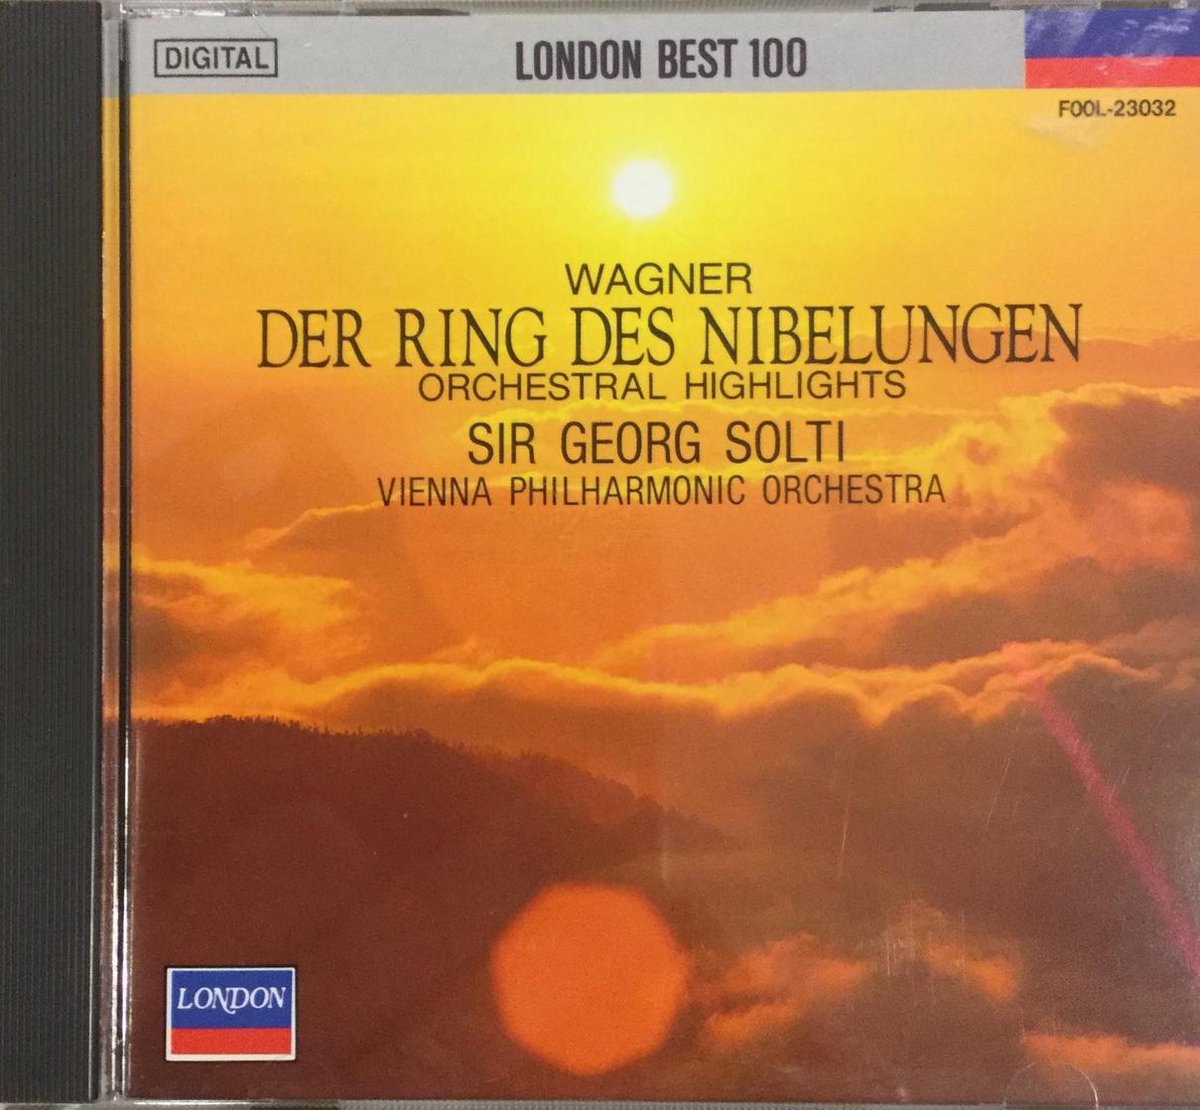 DIGITAL
LONDON BEST 100
F00L-23032
WAGNER
DER RING DES NIBELUNGEN
ORCHESTRAL HIGHLIGHTS
SIR GEORG SOLTI
VIENNA PHILHARMONIC ORCHESTRA
LONDON